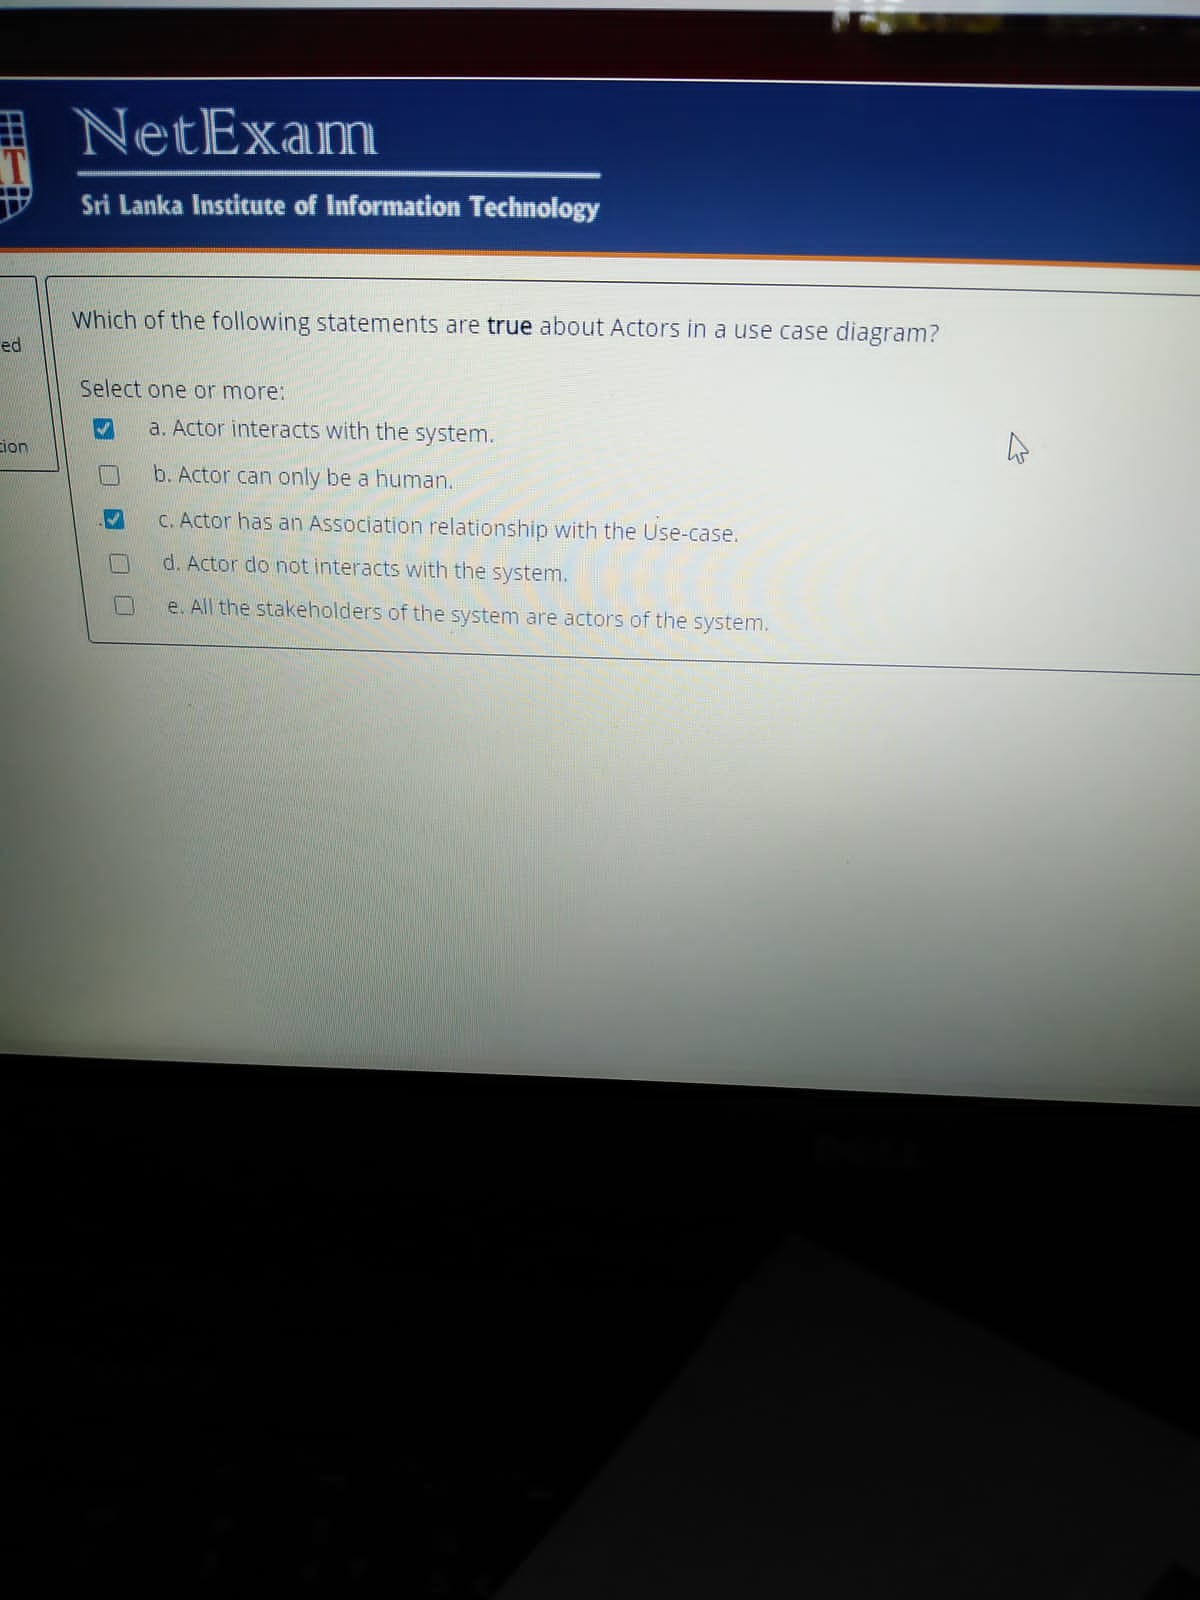 T
NetExam
Sri Lanka Institute of Information Technology
ed
tion
Which of the following statements are true about Actors in a use case diagram?
Select one or more:
a. Actor interacts with the system.
b. Actor can only be a human.
c. Actor has an Association relationship with the Use-case.
d. Actor do not interacts with the system.
e. All the stakeholders of the system are actors of the system.